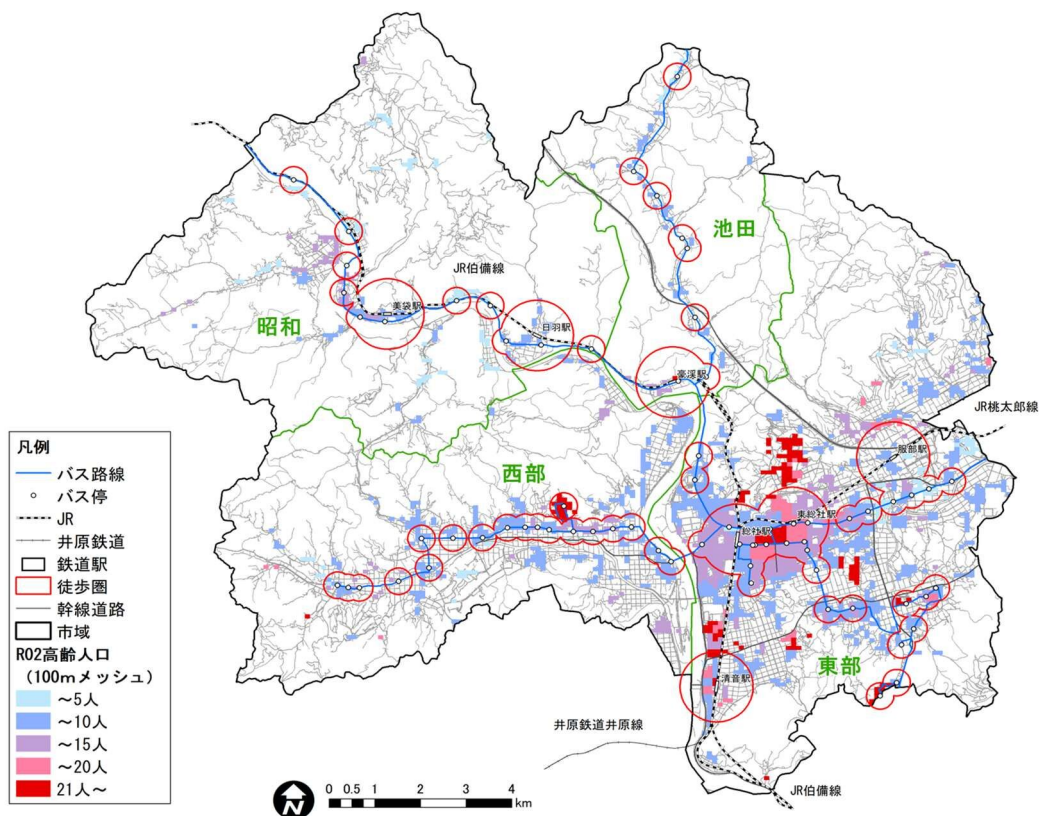 池田
JR伯備線
美袋駅
昭和
日羽駅
豪渓駅
JR桃太郎線
服部駅
西部
東総社駅
総社駅
清音駅
東部
井原鉄道井原線
JR伯備線
凡例
バス路線
バス停
JR
井原鉄道
鉄道駅
徒歩圏
幹線道路
市域
R02高齢人口
(100mメッシュ)
～5人
～10人
～15人
～20人
21人～
N
0 0.5 1 2 3 4
km